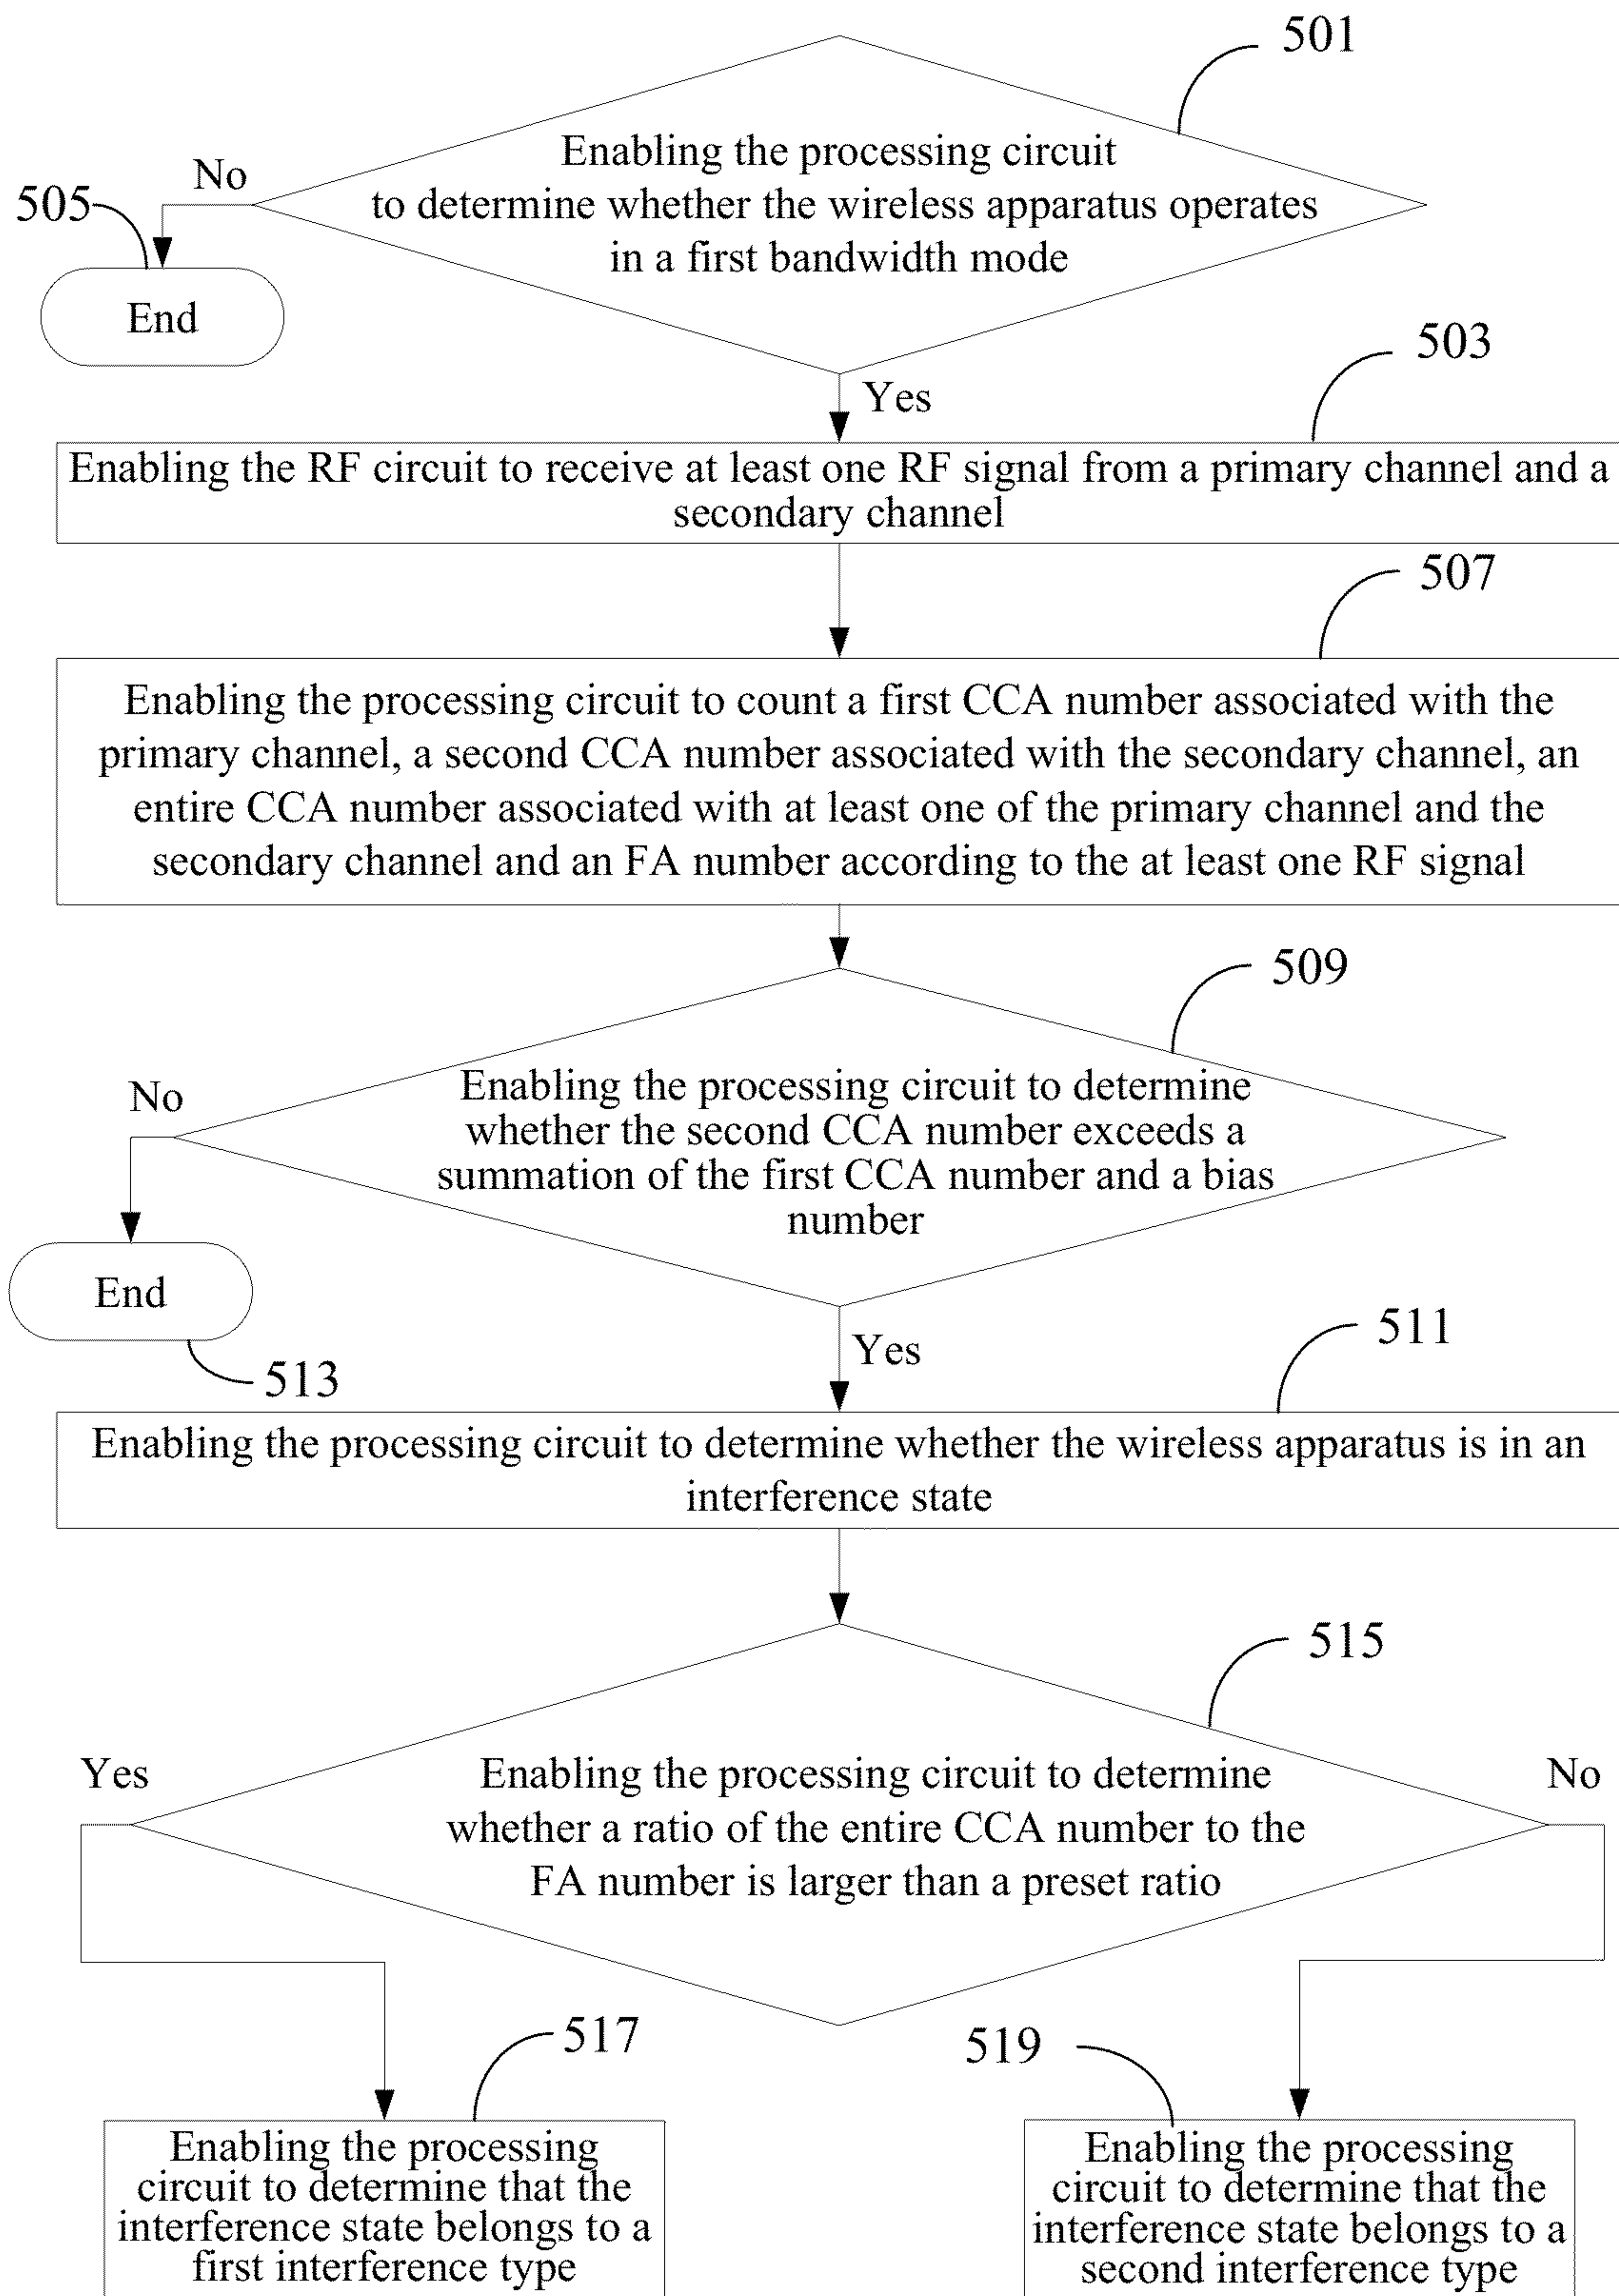 501
Enabling the processing circuit
to determine whether the wireless apparatus operates
in a first bandwidth mode
No
505
End
Yes
503
Enabling the RF circuit to receive at least one RF signal from a primary channel and a
secondary channel
507
Enabling the processing circuit to count a first CCA number associated with the
primary channel, a second CCA number associated with the secondary channel, an
entire CCA number associated with at least one of the primary channel and the
secondary channel and an FA number according to the at least one RF signal
509
Enabling the processing circuit to determine
whether the second CCA number exceeds a
summation of the first CCA number and a bias
number
No
End
513
Yes
511
Enabling the processing circuit to determine whether the wireless apparatus is in an
interference state
515
Enabling the processing circuit to determine
whether a ratio of the entire CCA number to the
FA number is larger than a preset ratio
Yes
No
517
Enabling the processing
circuit to determine that the
interference state belongs to a
first interference type
519
Enabling the processing
circuit to determine that the
interference state belongs to a
second interference type